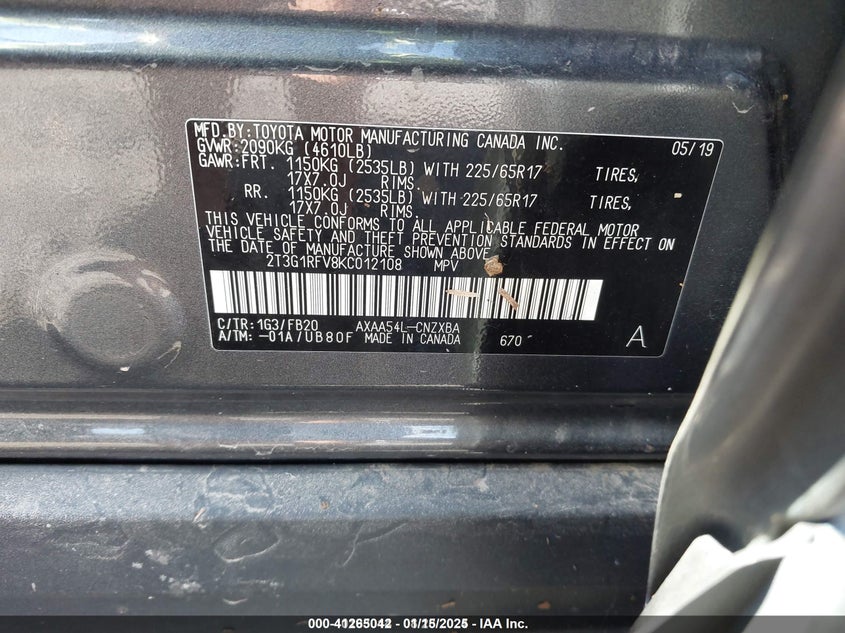 MFD.BY:TOYOTA MOTOR MANUFACTURING CANADA INC. 05/19
GVWR:2090KG (4610LB)
GAWR:FRT. 1150KG (2535LB) WITH 225/65R17 TIRES,
17X7.0J RIMS.
RR. 1150KG (2535LB) WITH 225/65R17 TIRES,
17X7.0J RIMS.
THIS VEHICLE CONFORMS TO ALL APPLICABLE FEDERAL MOTOR
VEHICLE SAFETY AND THEFT PREVENTION STANDARDS IN EFFECT ON
THE DATE OF MANUFACTURE SHOWN ABOVE.
2T3G1RFV8KC012108 MPV
C/TR:1G3/FB20 AXAA54L-CNZXBA
A/TM: -01A/UB80F MADE IN CANADA 670 A
000-41265042 - 2025 - IAA Inc.